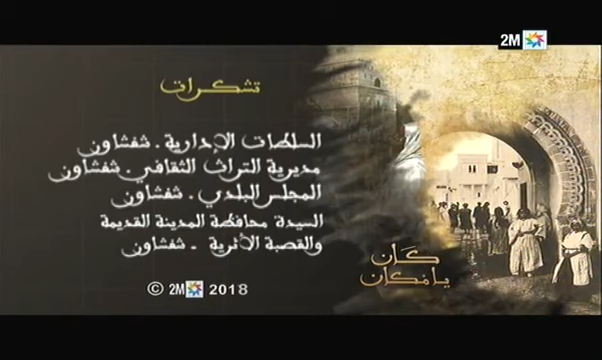 2M
تشكرات
السلطات الإدارية . شفشاون
مديرية التراث الثقافي . شفشاون
المجلس البلدي . شفشاون
السيدة محافظة المدينة القديمة
والقصبة الأثرية - شفشاون
كَان
يا مَكان
© 2M 2018